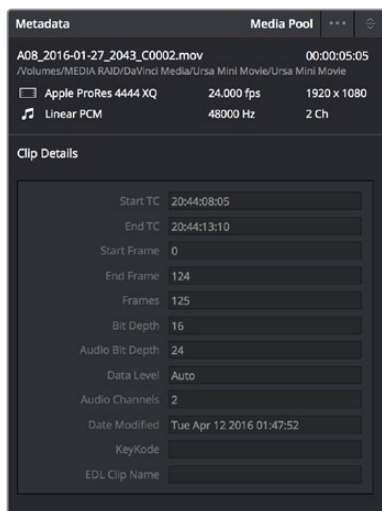 Metadata Media Pool
A08_2016-01-27_2043_C0002.mov 00:00:05:05
/Volumes/MEDIA RAID/DaVinci Media/Ursa Mini Movie/Ursa Mini Movie
Apple ProRes 4444 XQ 24.000 fps 1920 x 1080
Linear PCM 48000 Hz 2 Ch
Clip Details
Start TC 20:44:08:05
End TC 20:44:13:10
Start Frame 0
End Frame 124
Frames 125
Bit Depth 16
Audio Bit Depth 24
Data Level Auto
Audio Channels 2
Date Modified Tue Apr 12 2016 01:47:52
KeyKode
EDL Clip Name